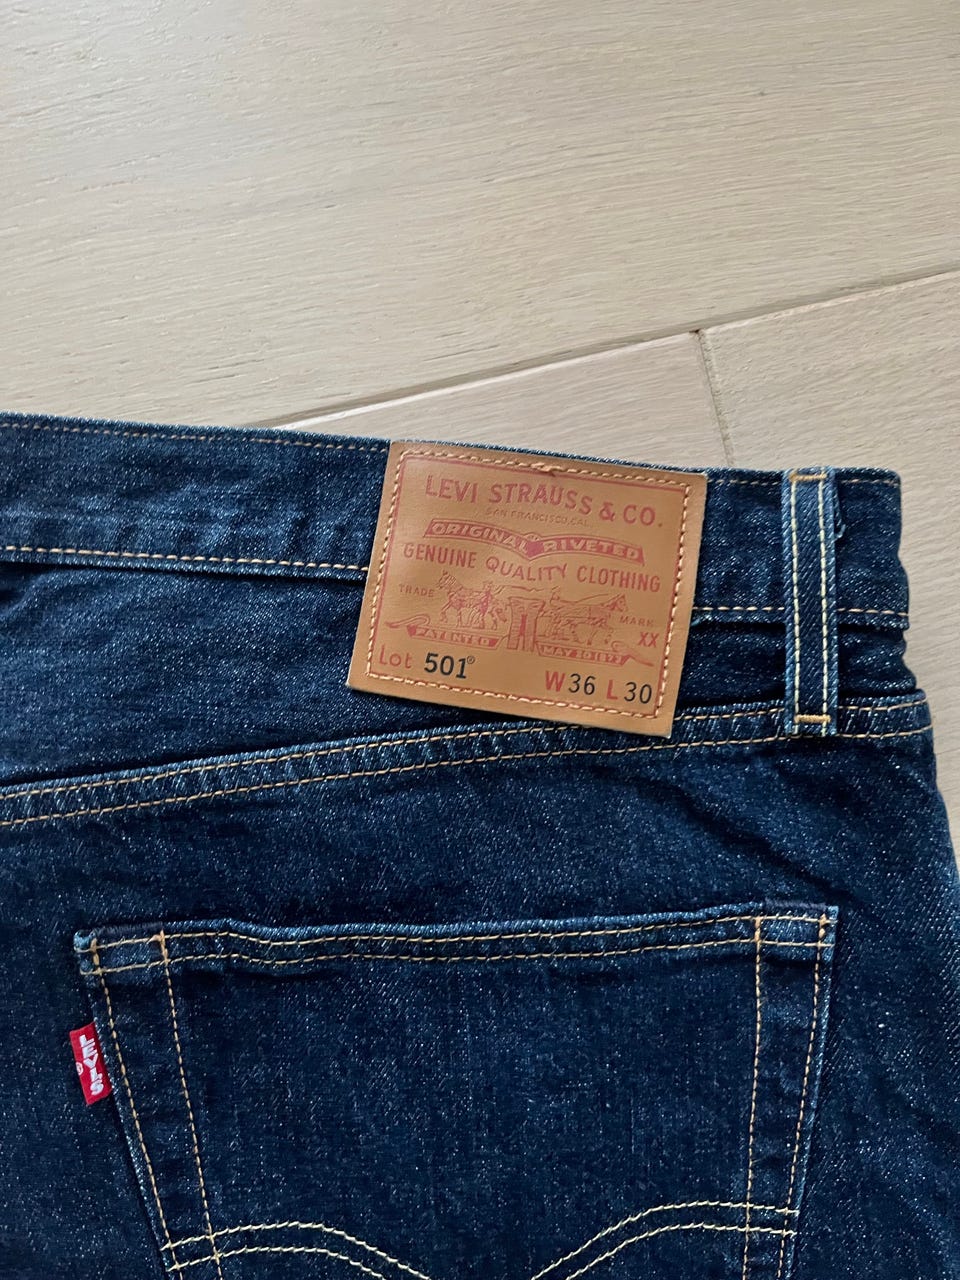 LEVI STRAUSS & CO.
SAN FRANCISCO, CAL.
ORIGINAL RIVETED
GENUINE QUALITY CLOTHING
TRADE MARK
XX
PATENTED MAY 20 1873
Lot 501® W36 L30
LEVI'S®